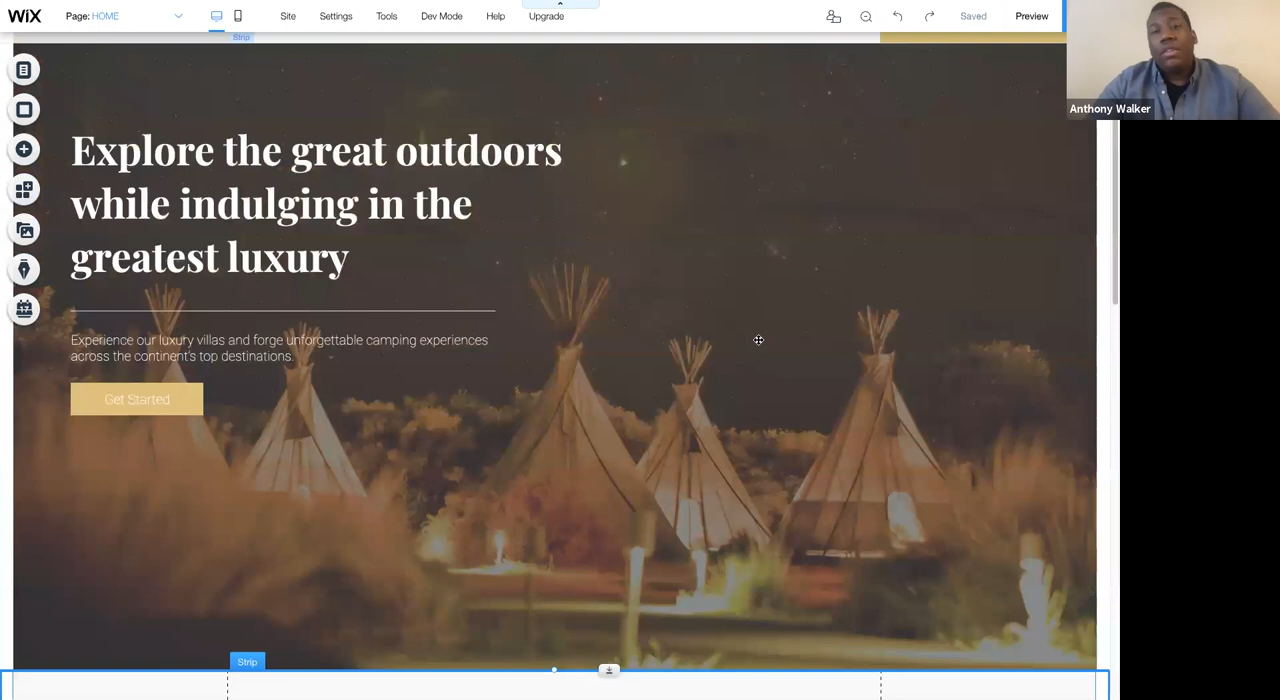 WiX
Page: HOME
Site
Settings
Tools
Dev Mode
Help
Upgrade
Saved
Preview
Strip
Anthony Walker
Explore the great outdoors
while indulging in the
greatest luxury
Experience our luxury villas and forge unforgettable camping experiences
across the continent's top destinations.
Get Started
Strip